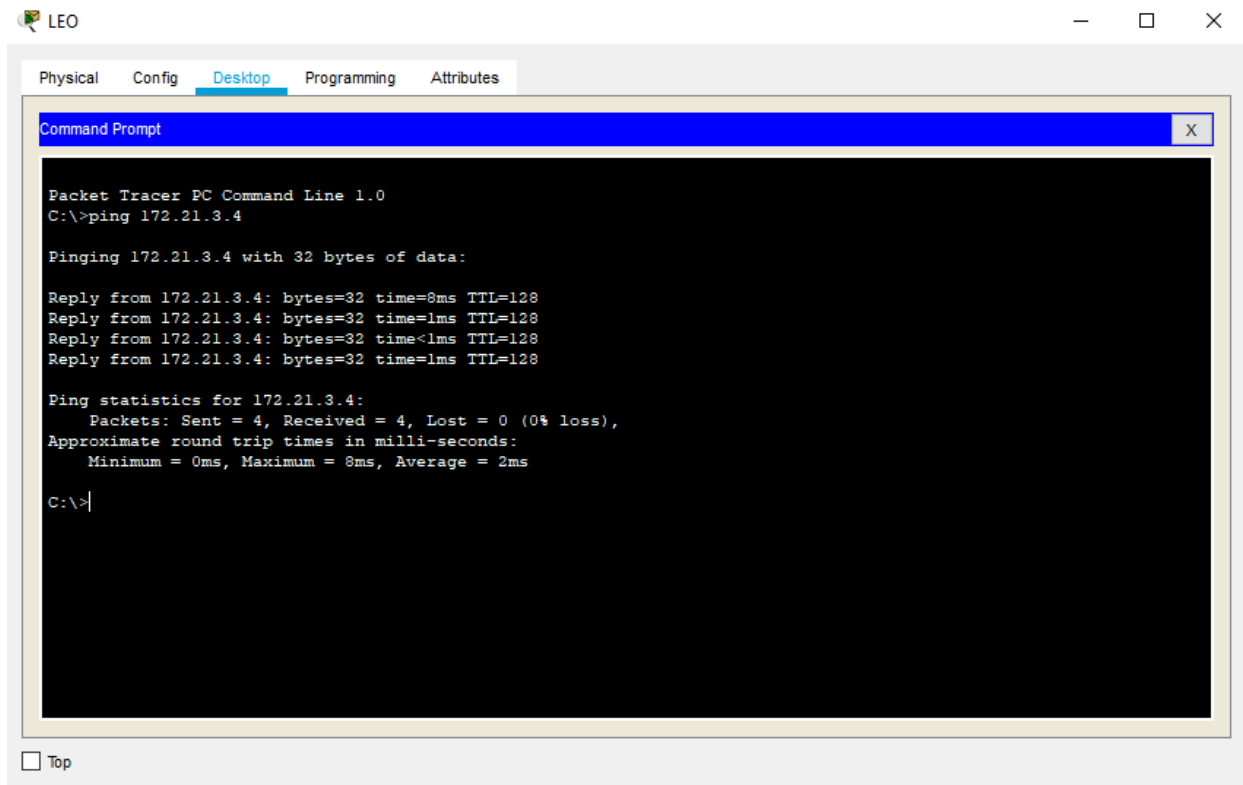 LEO
Physical Config Desktop Programming Attributes
Command Prompt
X
Packet Tracer PC Command Line 1.0
C:\>ping 172.21.3.4
Pinging 172.21.3.4 with 32 bytes of data:
Reply from 172.21.3.4: bytes=32 time=8ms TTL=128
Reply from 172.21.3.4: bytes=32 time=1ms TTL=128
Reply from 172.21.3.4: bytes=32 time<1ms TTL=128
Reply from 172.21.3.4: bytes=32 time=1ms TTL=128
Ping statistics for 172.21.3.4:
Packets: Sent = 4, Received = 4, Lost = 0 (0% loss),
Approximate round trip times in milli-seconds:
Minimum = 0ms, Maximum = 8ms, Average = 2ms
C:\>
Top